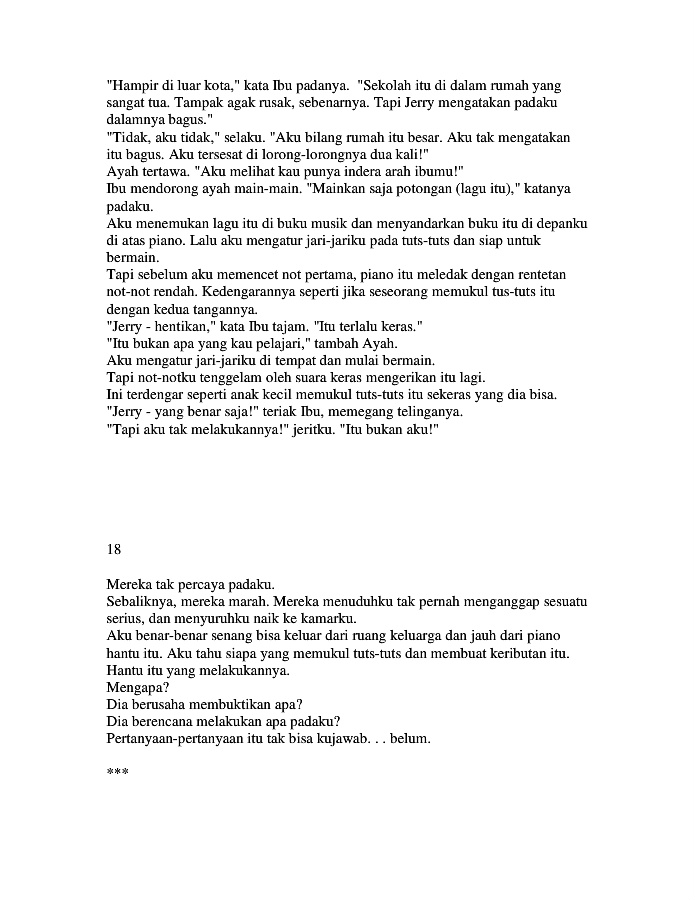 "Hampir di luar kota," kata Ibu padanya.  "Sekolah itu di dalam rumah yang
sangat tua. Tampak agak rusak, sebenarnya. Tapi Jerry mengatakan padaku
dalamnya bagus."
"Tidak, aku tidak," selaku. "Aku bilang rumah itu besar. Aku tak mengatakan
itu bagus. Aku tersesat di lorong-lorongnya dua kali!"
Ayah tertawa. "Aku melihat kau punya indera arah ibumu!"
Ibu mendorong ayah main-main. "Mainkan saja potongan (lagu itu)," katanya
padaku.
Aku menemukan lagu itu di buku musik dan menyandarkan buku itu di depanku
di atas piano. Lalu aku mengatur jari-jariku pada tuts-tuts dan siap untuk
bermain.
Tapi sebelum aku memencet not pertama, piano itu meledak dengan rentetan
not-not rendah. Kedengarannya seperti jika seseorang memukul tus-tuts itu
dengan kedua tangannya.
"Jerry - hentikan," kata Ibu tajam. "Itu terlalu keras."
"Itu bukan apa yang kau pelajari," tambah Ayah.
Aku mengatur jari-jariku di tempat dan mulai bermain.
Tapi not-notku tenggelam oleh suara keras mengerikan itu lagi.
Ini terdengar seperti anak kecil memukul tuts-tuts itu sekeras yang dia bisa.
"Jerry - yang benar saja!" teriak Ibu, memegang telinganya.
"Tapi aku tak melakukannya!" jeritku. "Itu bukan aku!"
18
Mereka tak percaya padaku.
Sebaliknya, mereka marah. Mereka menuduhku tak pernah menganggap sesuatu
serius, dan menyuruhku naik ke kamarku.
Aku benar-benar senang bisa keluar dari ruang keluarga dan jauh dari piano
hantu itu. Aku tahu siapa yang memukul tuts-tuts dan membuat keributan itu.
Hantu itu yang melakukannya.
Mengapa?
Dia berusaha membuktikan apa?
Dia berencana melakukan apa padaku?
Pertanyaan-pertanyaan itu tak bisa kujawab. . . belum.
***